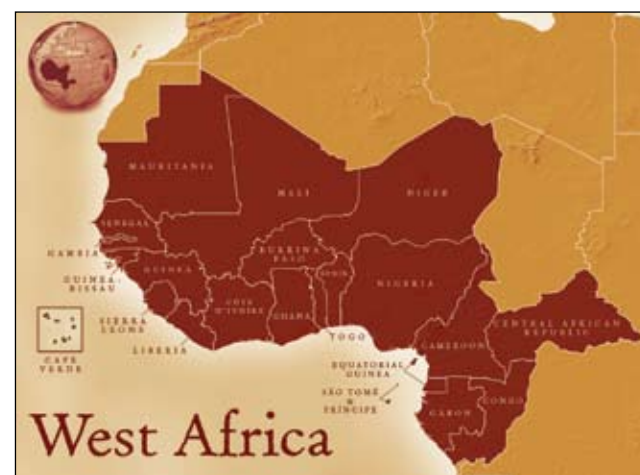 MAURITANIA
MALI
NIGER
SENEGAL
GAMBIA
GUINEA-
BISSAU
GUINEA
BURKINA
FASO
BENIN
NIGERIA
SIERRA
LEONE
COTE
D'IVOIRE
GHANA
LIBERIA
TOGO
CAPE
VERDE
CENTRAL AFRICAN
REPUBLIC
CAMEROON
EQUATORIAL
GUINEA
SÃO TOMÉ
&
PRÍNCIPE
GABON
CONGO
West Africa